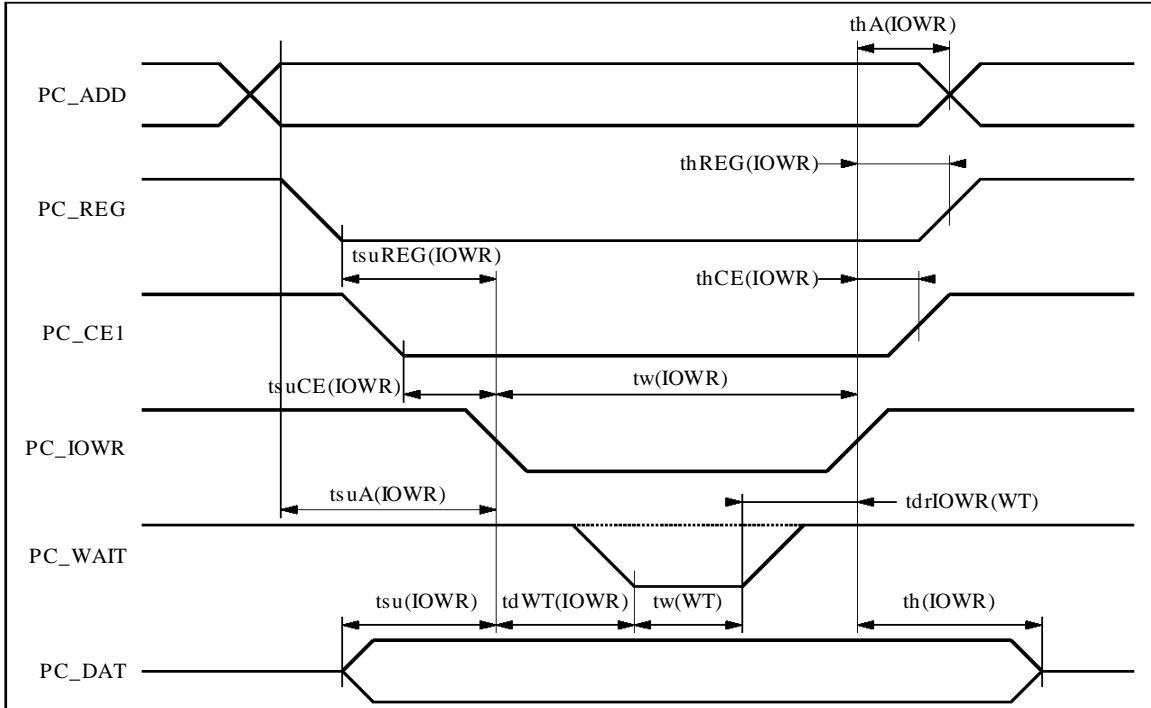 thA(IOWR)
PC_ADD
thREG(IOWR)
PC_REG
tsuREG(IOWR)
thCE(IOWR)
PC_CE1
tsuCE(IOWR)
tw(IOWR)
PC_IOWR
tsuA(IOWR)
tdrIOWR(WT)
PC_WAIT
tsu(IOWR)
tdWT(IOWR)
tw(WT)
th(IOWR)
PC_DAT